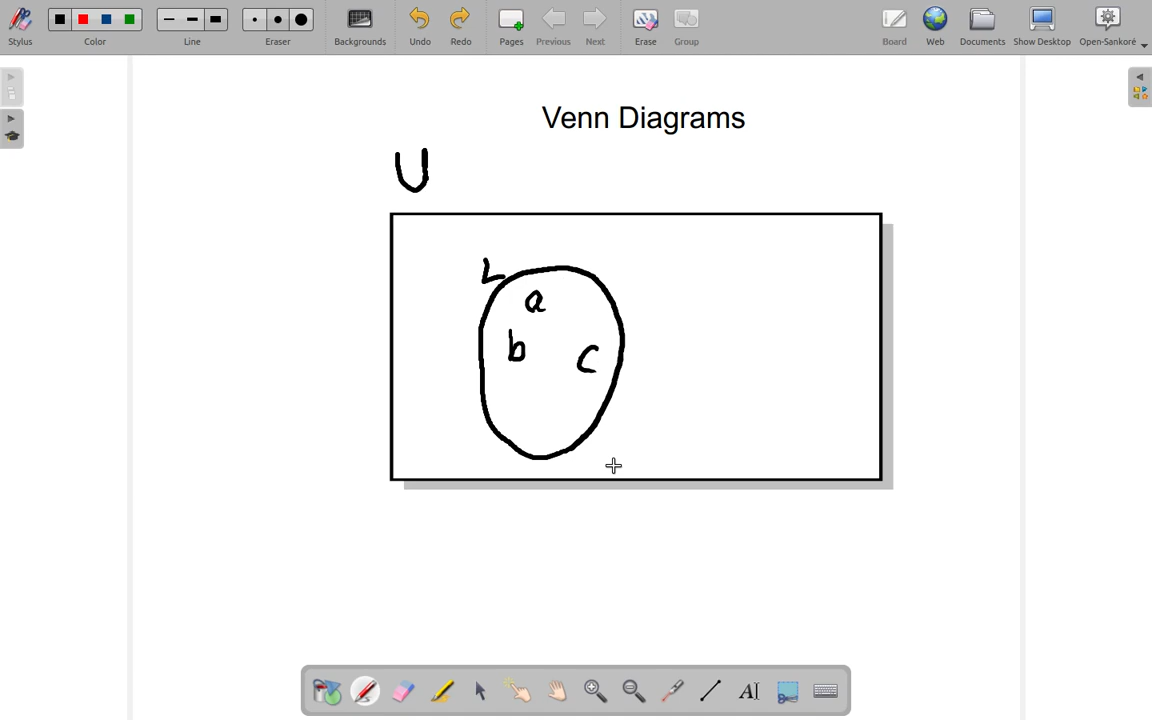 Stylus Color Line Eraser Backgrounds Undo Redo Pages Previous Next Erase Group Board Web Documents Show Desktop Open-Sankoré
Venn Diagrams
U
L
a
b c
AI